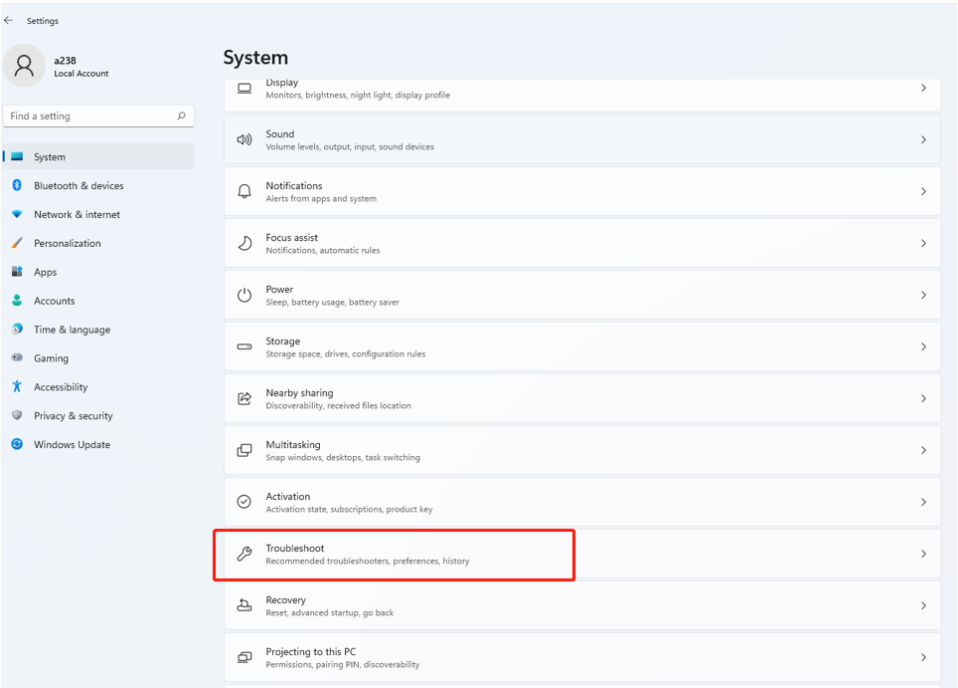 Settings
a238
Local Account
Find a setting
System
Bluetooth & devices
Network & internet
Personalization
Apps
Accounts
Time & language
Gaming
Accessibility
Privacy & security
Windows Update
System
Display
Monitors, brightness, night light, display profile
Sound
Volume levels, output, input, sound devices
Notifications
Alerts from apps and system
Focus assist
Notifications, automatic rules
Power
Sleep, battery usage, battery saver
Storage
Storage space, drives, configuration rules
Nearby sharing
Discoverability, received files location
Multitasking
Snap windows, desktops, task switching
Activation
Activation state, subscriptions, product key
Troubleshoot
Recommended troubleshooters, preferences, history
Recovery
Reset, advanced startup, go back
Projecting to this PC
Permissions, pairing PIN, discoverability